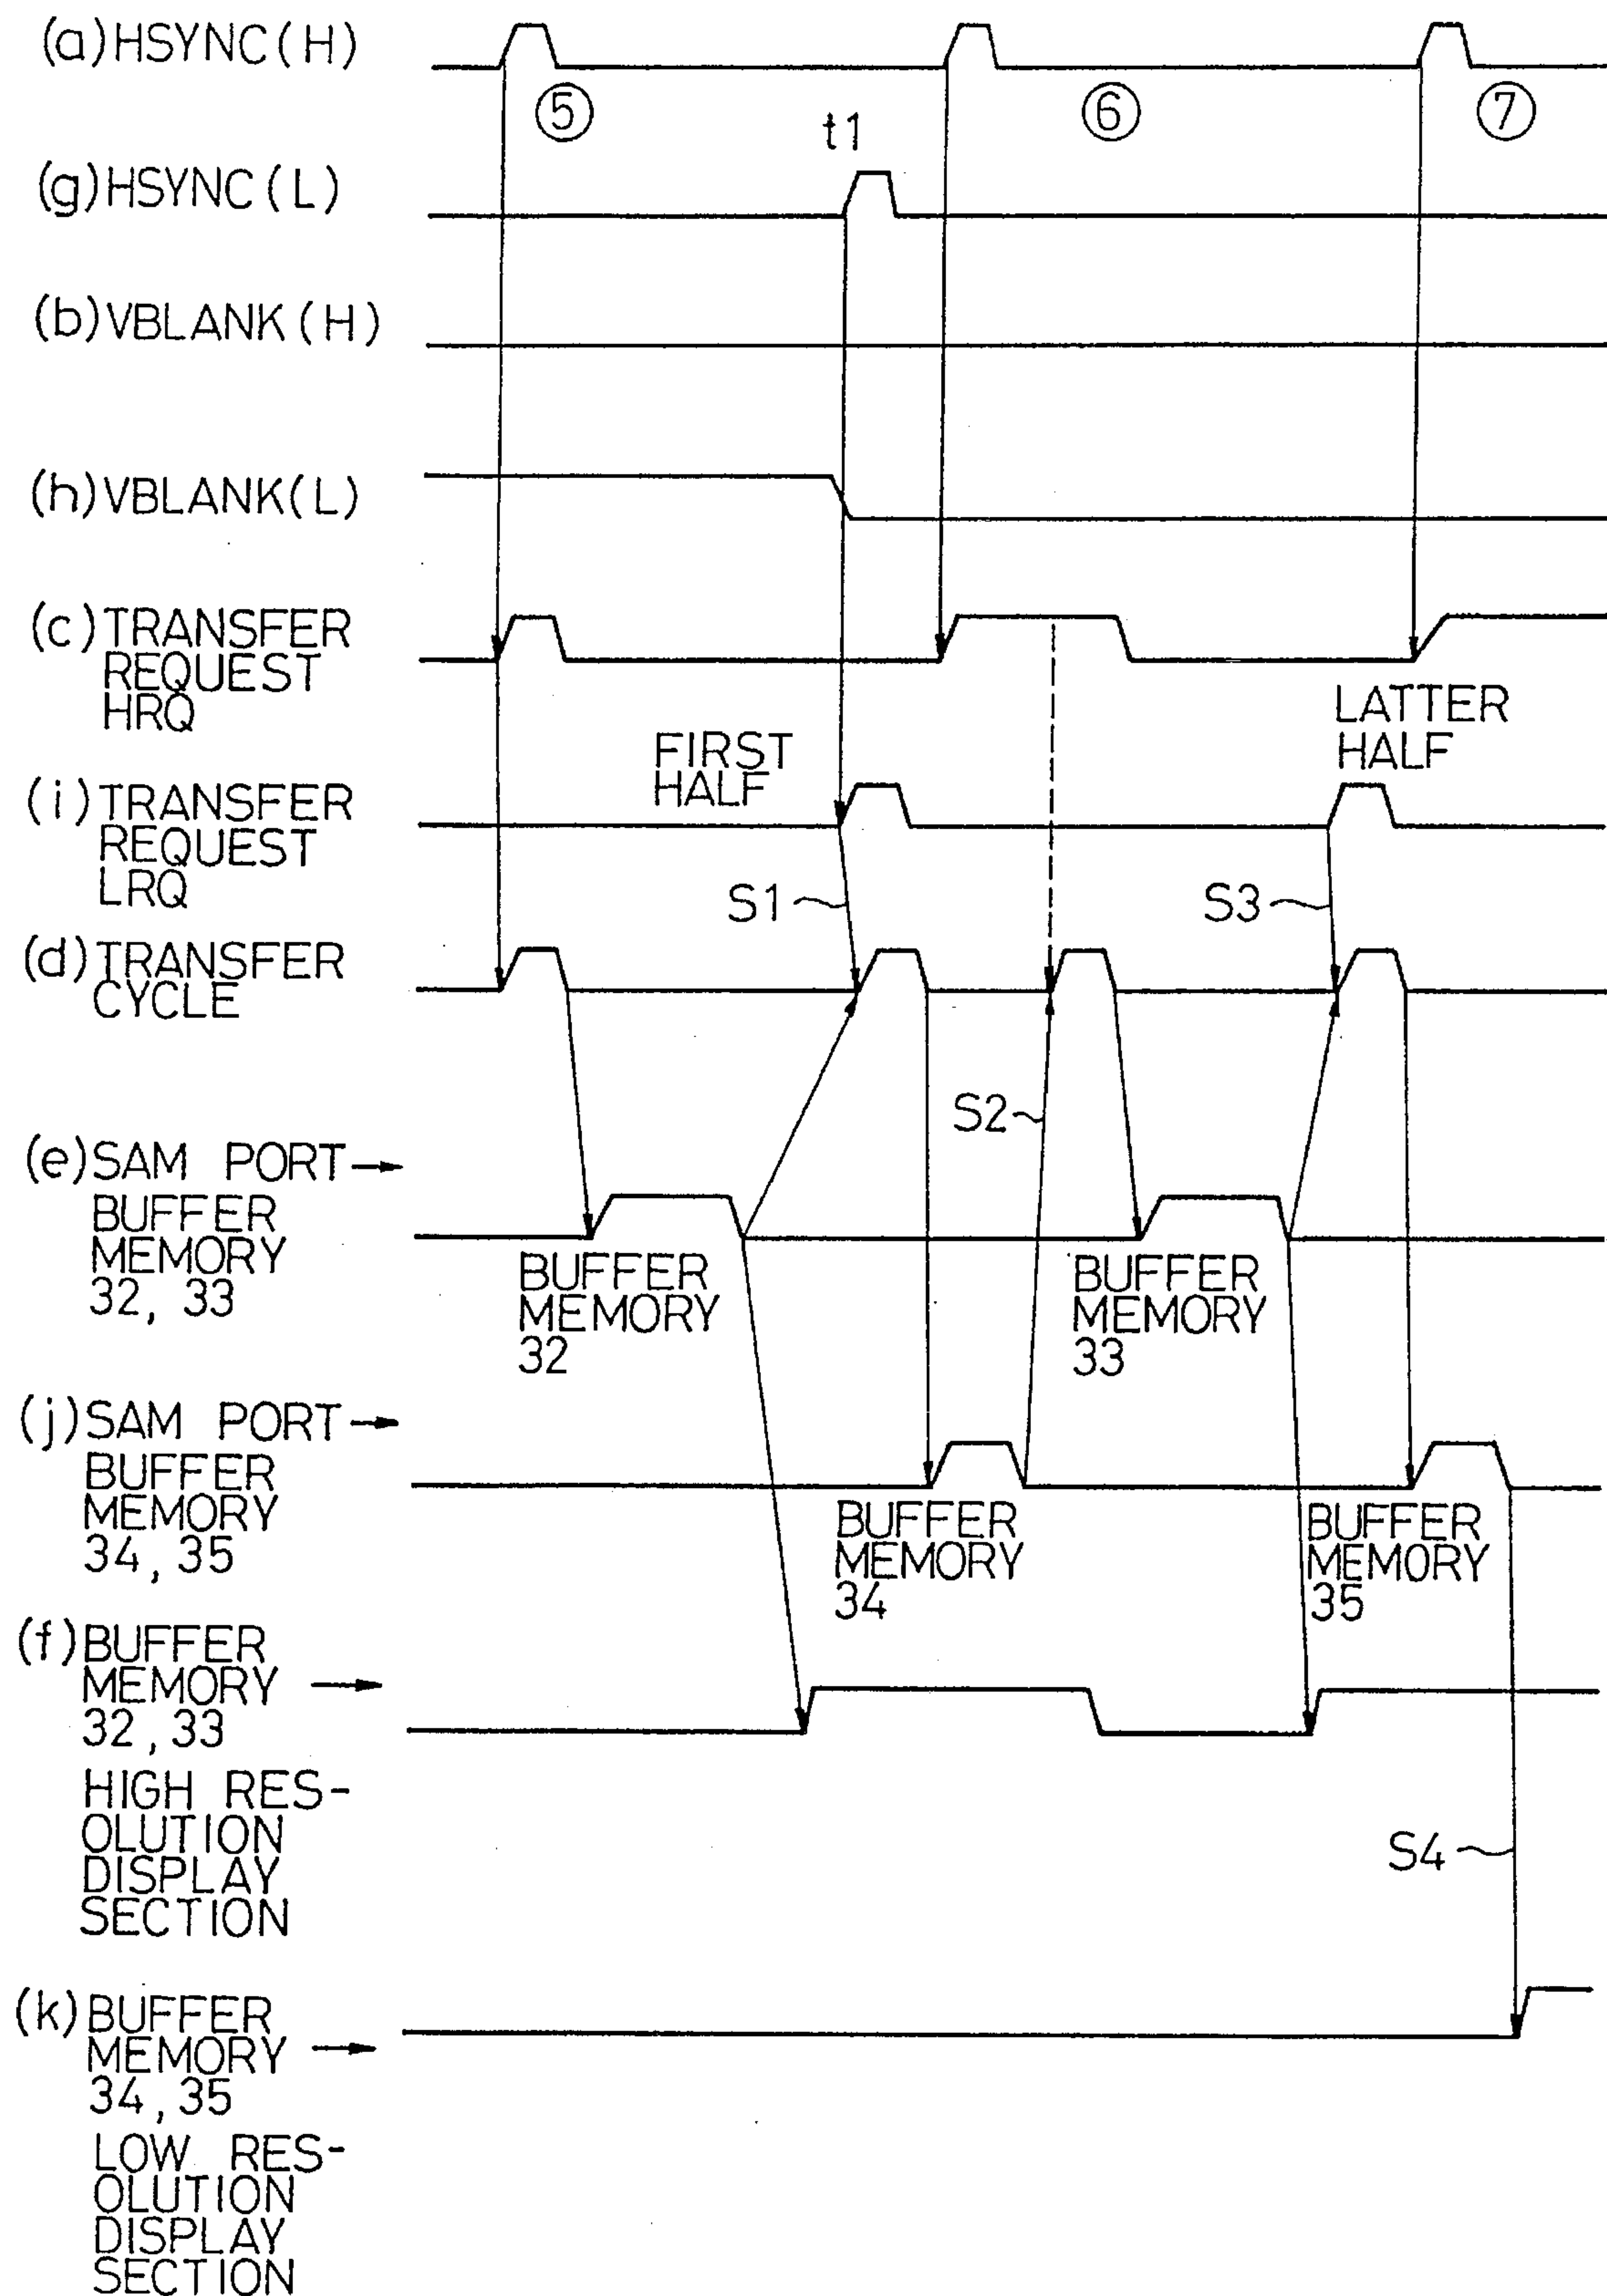 (a) HSYNC(H)
⑤ ⑥ ⑦
t1
(g) HSYNC(L)
(b) VBLANK(H)
(h) VBLANK(L)
(c) TRANSFER
REQUEST
HRQ
LATTER
HALF
FIRST
HALF
(i) TRANSFER
REQUEST
LRQ
S1 S3
(d) TRANSFER
CYCLE
S2
(e) SAM PORT →
BUFFER
MEMORY
32, 33
BUFFER
MEMORY
32
BUFFER
MEMORY
33
(j) SAM PORT →
BUFFER
MEMORY
34, 35
BUFFER
MEMORY
34
BUFFER
MEMORY
35
(f) BUFFER
MEMORY →
32, 33
HIGH RES-
OLUTION
DISPLAY
SECTION
S4
(k) BUFFER
MEMORY →
34, 35
LOW RES-
OLUTION
DISPLAY
SECTION